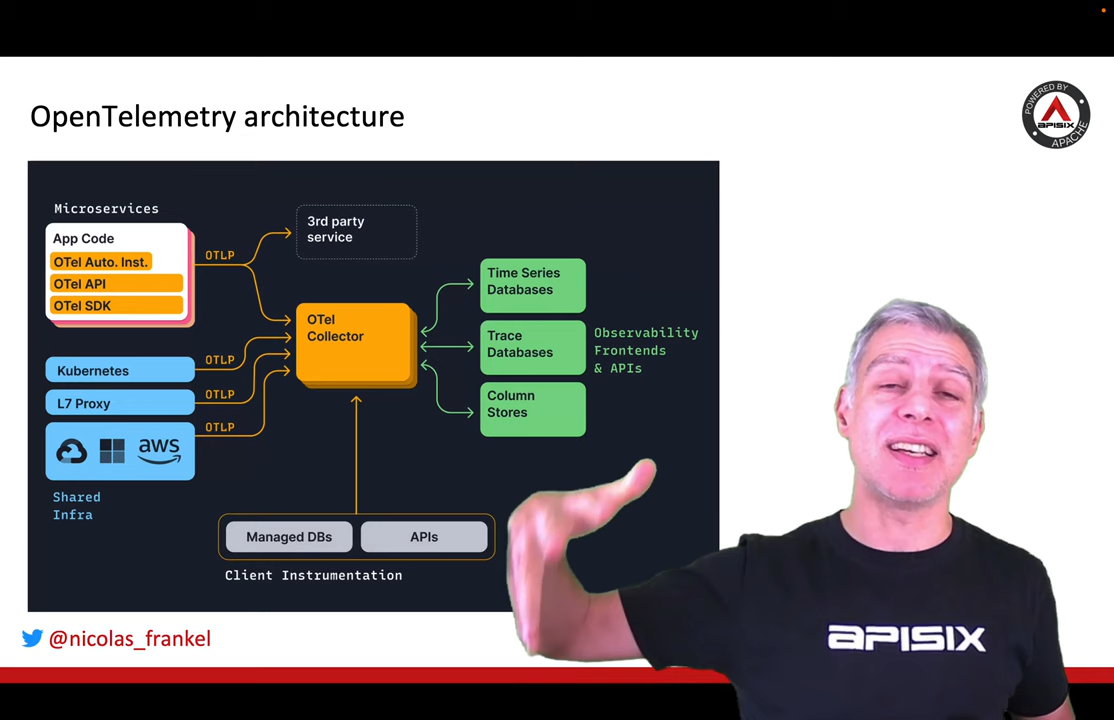 OpenTelemetry architecture
POWERED BY
APISIX
APACHE
Microservices
App Code
OTel Auto. Inst.
OTel API
OTel SDK
OTLP
3rd party
service
OTel
Collector
Time Series
Databases
Trace
Databases
Column
Stores
Observability
Frontends
& APIs
Kubernetes
OTLP
L7 Proxy
OTLP
OTLP
aws
Shared
Infra
Managed DBs
APIs
Client Instrumentation
@nicolas_frankel
APISIX